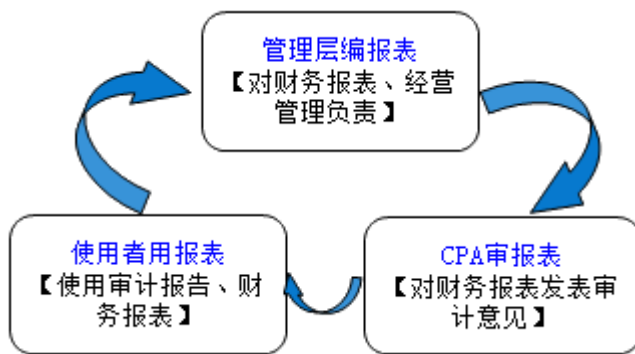 管理层编报表
【对财务报表、经营
管理负责】
使用者用报表
【使用审计报告、财
务报表】
CPA审报表
【对财务报表发表审
计意见】